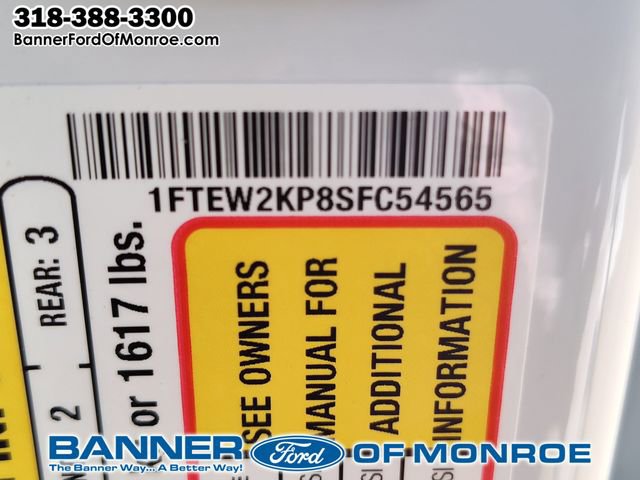 318-388-3300
BannerFordOfMonroe.com
1FTEW2KP8SFC54565
REAR: 3
2
or 1617 lbs.
SEE OWNERS
MANUAL FOR
ADDITIONAL
INFORMATION
BANNER Ford OF MONROE
The Banner Way... A Better Way!